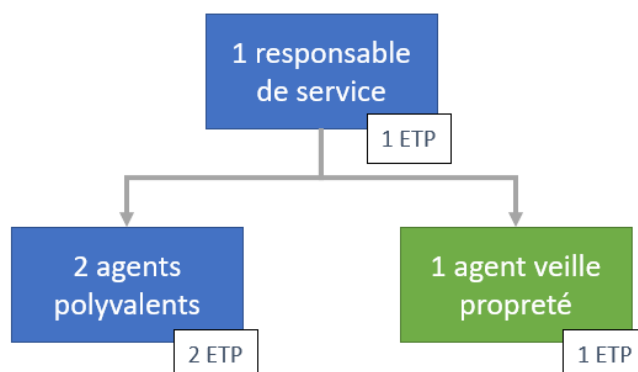 1 responsable
de service
1 ETP
2 agents
polyvalents
2 ETP
1 agent veille
propreté
1 ETP